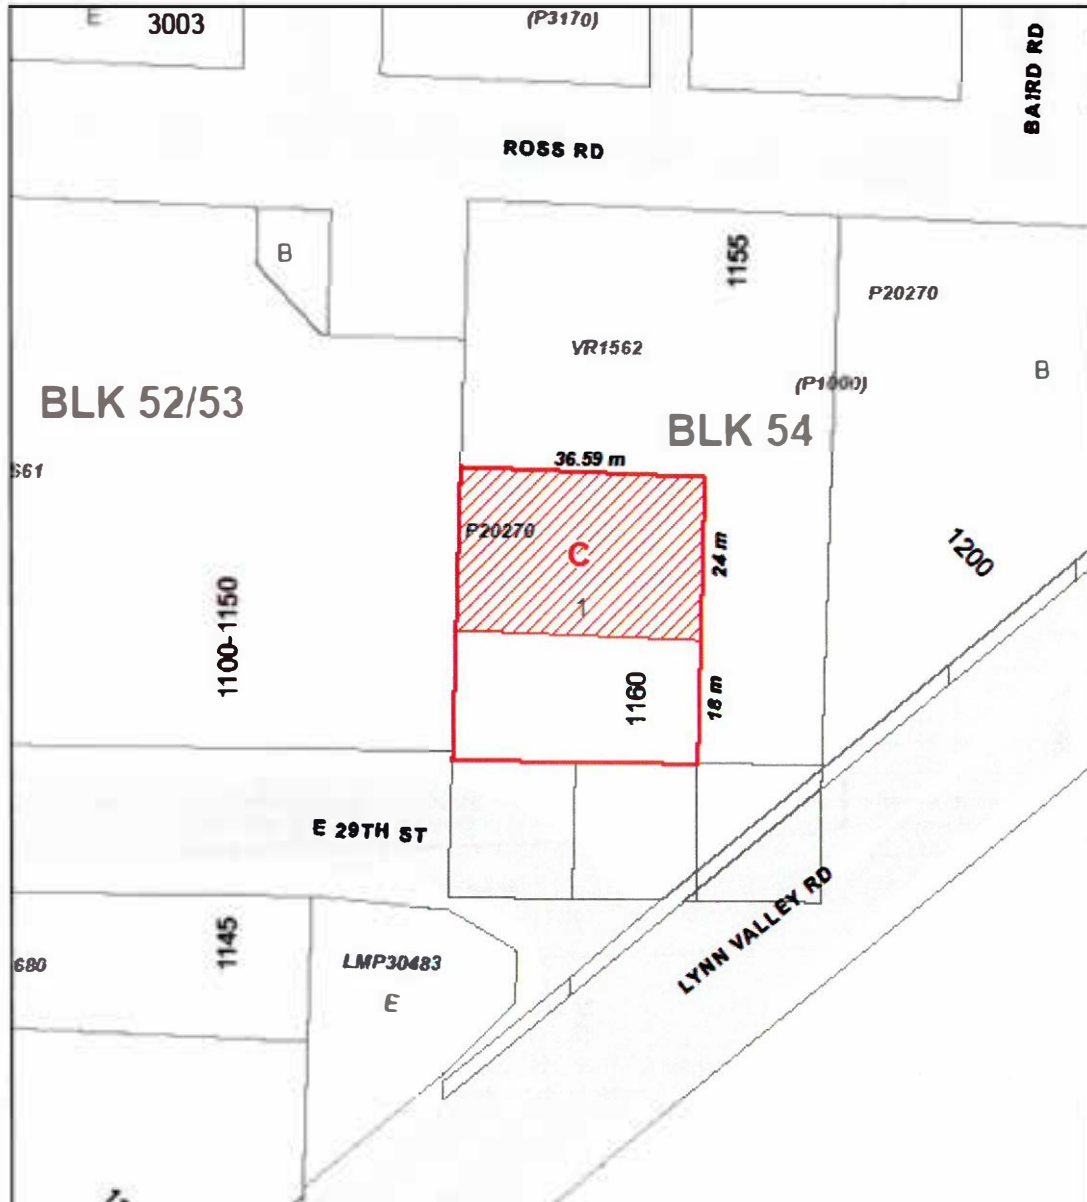 E
3003
(P3170)
BAIRD RD
ROSS RD
B
1155
P20270
VR1562
B
(P1000)
BLK 52/53
BLK 54
36.59 m
661
P20270
C
24 m
1200
1
1100-1150
1160
18 m
E 29TH ST
LYNN VALLEY RD
1145
680
LMP30483
E